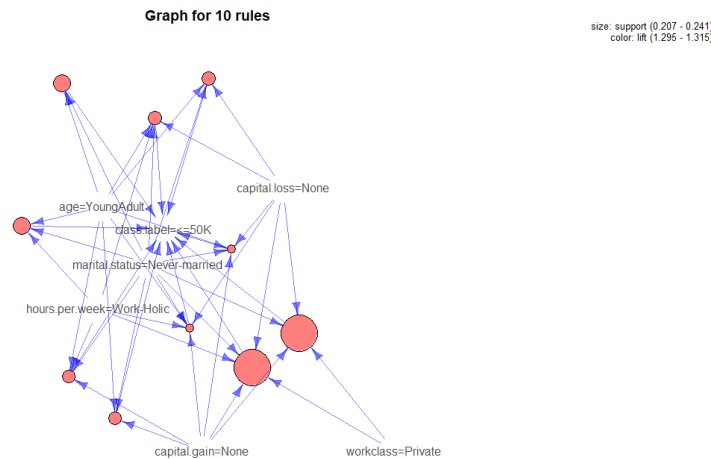 Graph for 10 rules
size: support (0.207 - 0.241)
color: lift (1.295 - 1.315)
capital.loss=None
age=YoungAdult
class.label=<=50K
marital.status=Never-married
hours.per.week=Work-Holic
capital.gain=None
workclass=Private